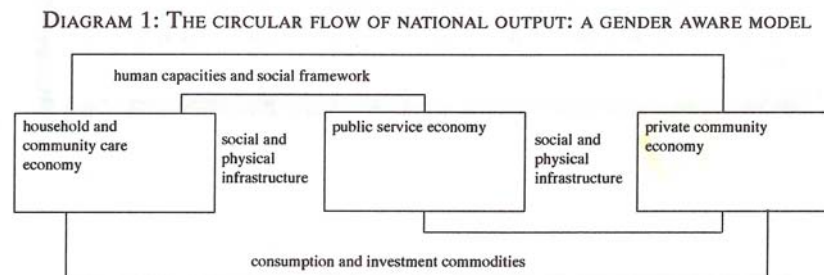 DIAGRAM 1: THE CIRCULAR FLOW OF NATIONAL OUTPUT: A GENDER AWARE MODEL
human capacities and social framework
household and
community care
economy
social and
physical
infrastructure
public service economy
social and
physical
infrastructure
private community
economy
consumption and investment commodities